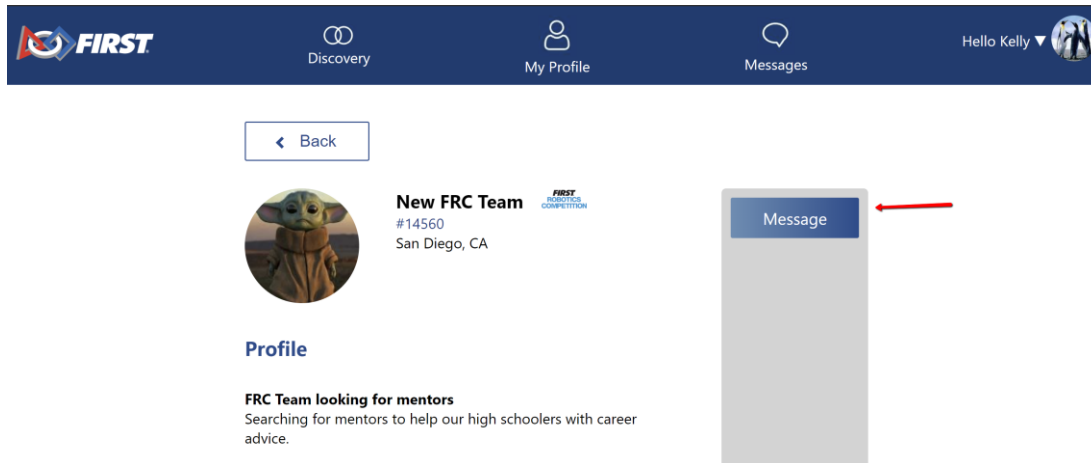 FIRST
Discovery
My Profile
Messages
Hello Kelly
Back
New FRC Team
FIRST
ROBOTICS
COMPETITION
#14560
San Diego, CA
Message
Profile
FRC Team looking for mentors
Searching for mentors to help our high schoolers with career
advice.